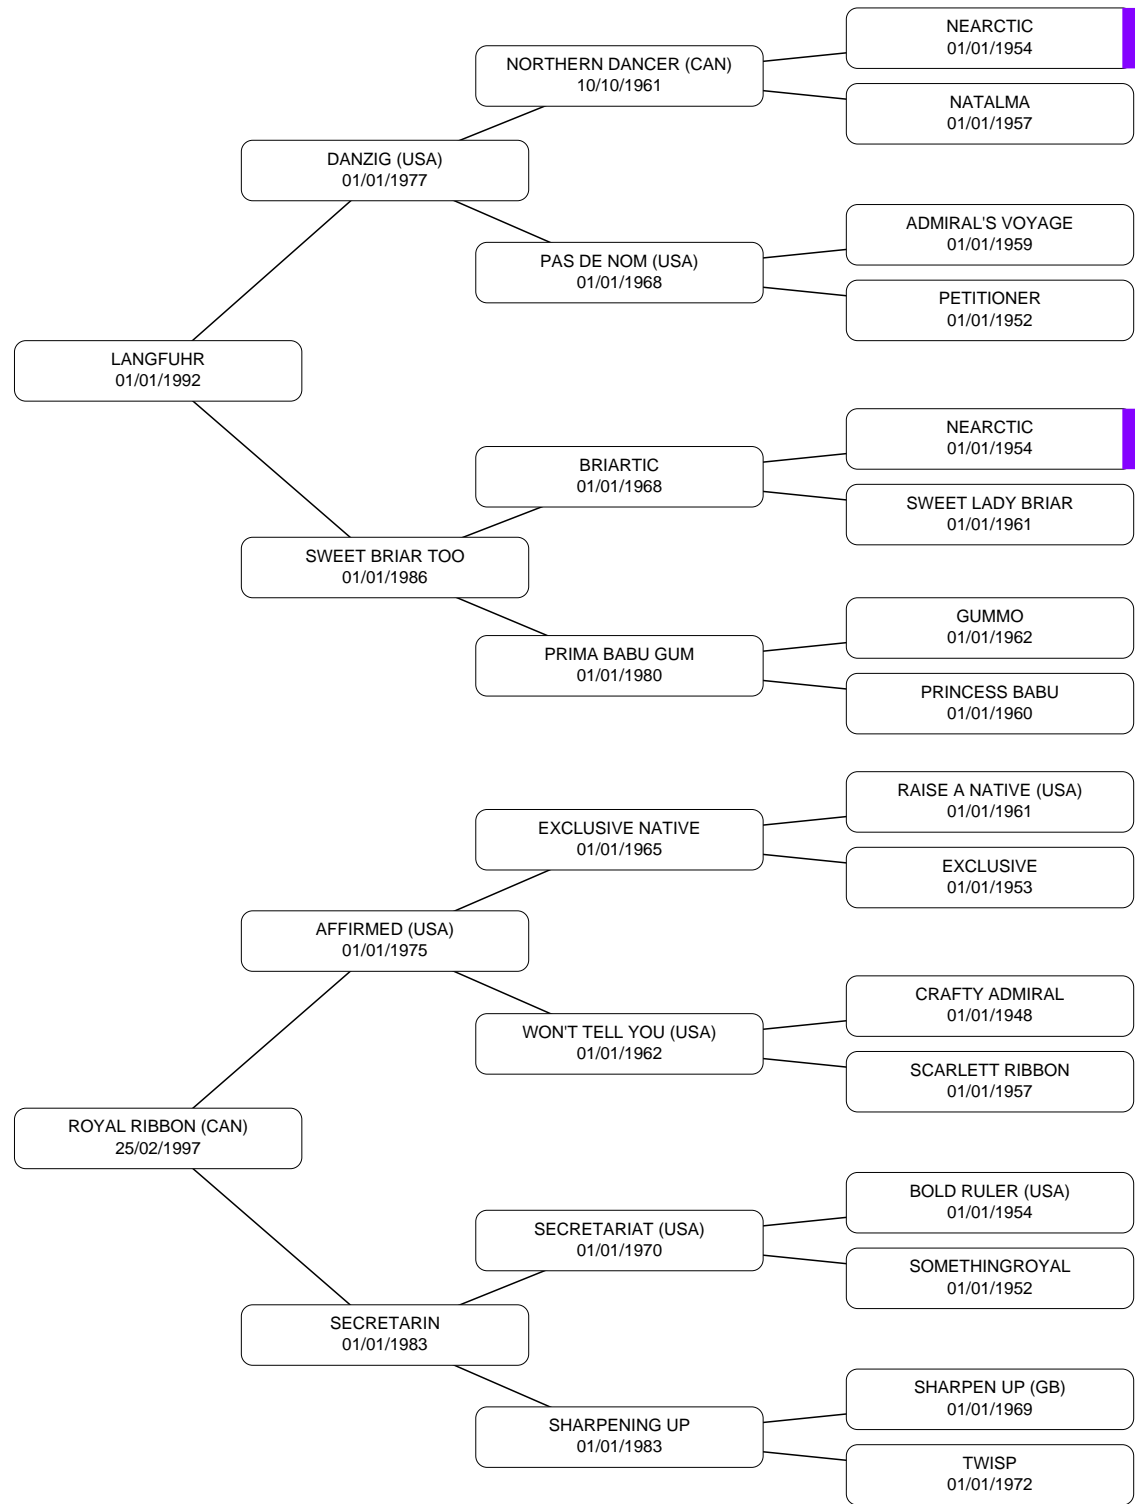 NEARCTIC
01/01/1954
NORTHERN DANCER (CAN)
10/10/1961
NATALMA
01/01/1957
DANZIG (USA)
01/01/1977
ADMIRAL'S VOYAGE
01/01/1959
PAS DE NOM (USA)
01/01/1968
PETITIONER
01/01/1952
LANGFUHR
01/01/1992
NEARCTIC
01/01/1954
BRIARTIC
01/01/1968
SWEET LADY BRIAR
01/01/1961
SWEET BRIAR TOO
01/01/1986
GUMMO
01/01/1962
PRIMA BABU GUM
01/01/1980
PRINCESS BABU
01/01/1960
RAISE A NATIVE (USA)
01/01/1961
EXCLUSIVE NATIVE
01/01/1965
EXCLUSIVE
01/01/1953
AFFIRMED (USA)
01/01/1975
CRAFTY ADMIRAL
01/01/1948
WON'T TELL YOU (USA)
01/01/1962
SCARLETT RIBBON
01/01/1957
ROYAL RIBBON (CAN)
25/02/1997
BOLD RULER (USA)
01/01/1954
SECRETARIAT (USA)
01/01/1970
SOMETHINGROYAL
01/01/1952
SECRETARIN
01/01/1983
SHARPEN UP (GB)
01/01/1969
SHARPENING UP
01/01/1983
TWISP
01/01/1972